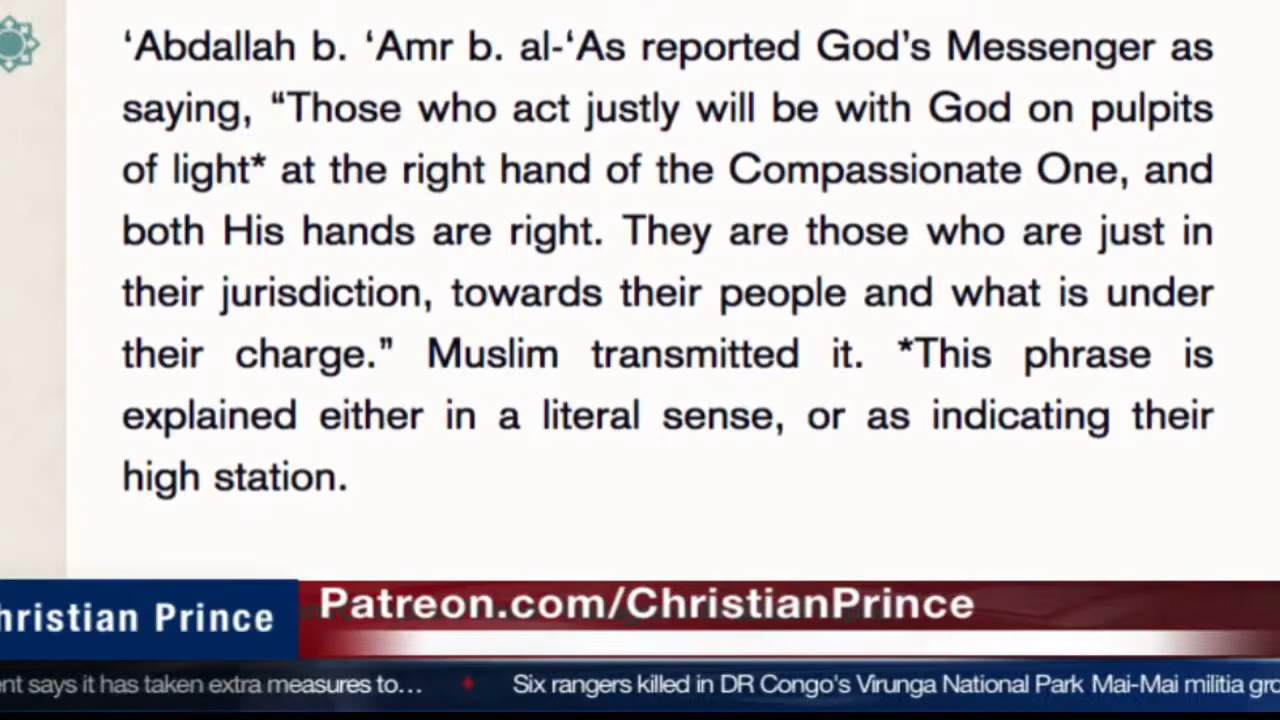 ‘Abdallah b. ‘Amr b. al-‘As reported God’s Messenger as
saying, “Those who act justly will be with God on pulpits
of light* at the right hand of the Compassionate One, and
both His hands are right. They are those who are just in
their jurisdiction, towards their people and what is under
their charge.” Muslim transmitted it. *This phrase is
explained either in a literal sense, or as indicating their
high station.
hristian Prince
Patreon.com/ChristianPrince
nt says it has taken extra measures to... ♦ Six rangers killed in DR Congo’s Virunga National Park Mai-Mai militia gro